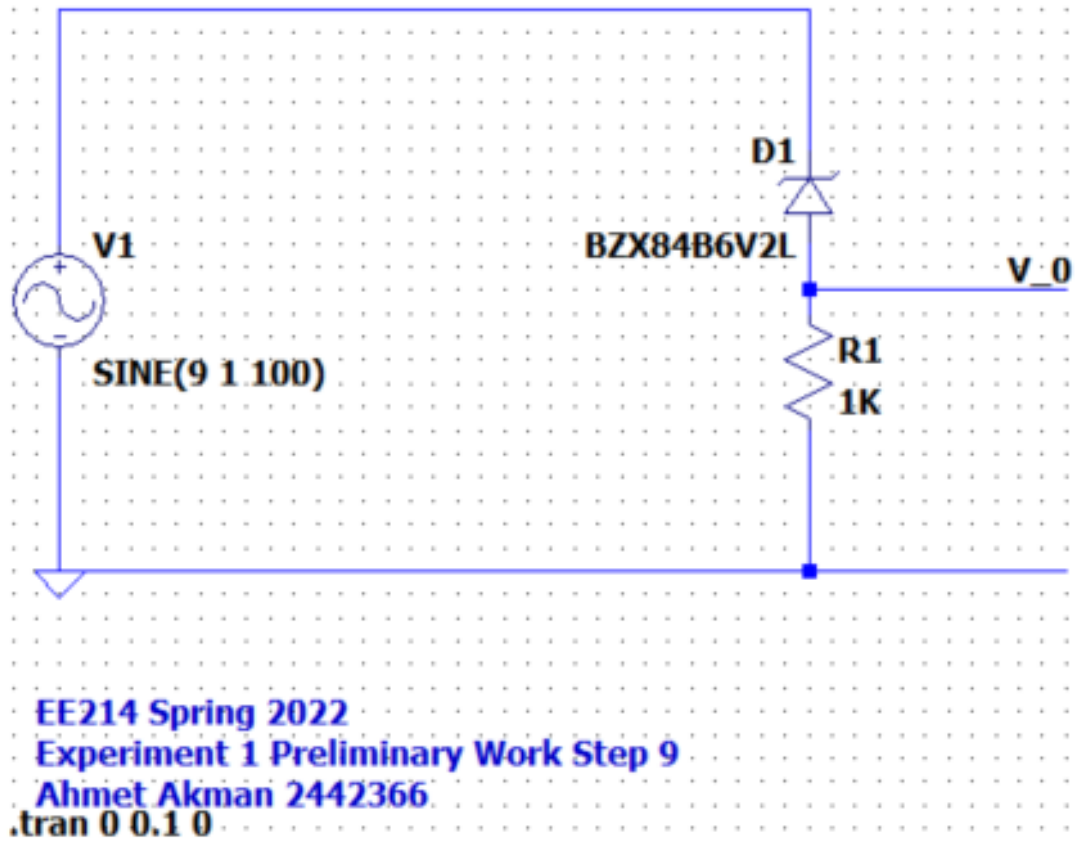 D1
V1
BZX84B6V2L
V_0
SINE(9 1 100)
R1
1K
EE214 Spring 2022
Experiment 1 Preliminary Work Step 9
Ahmet Akman 2442366
.tran 0 0.1 0